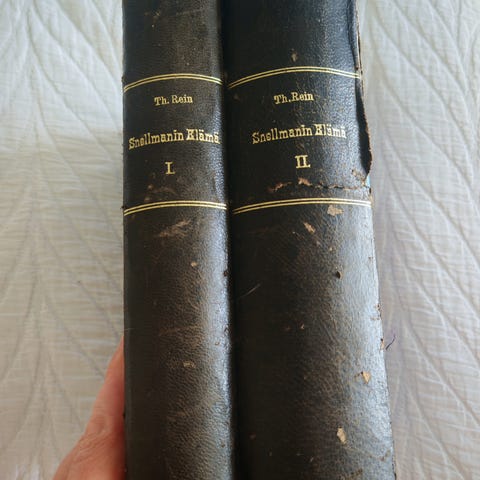 Th. Rein
Snellmanin Elämä
I.
Th. Rein
Snellmanin Elämä
II